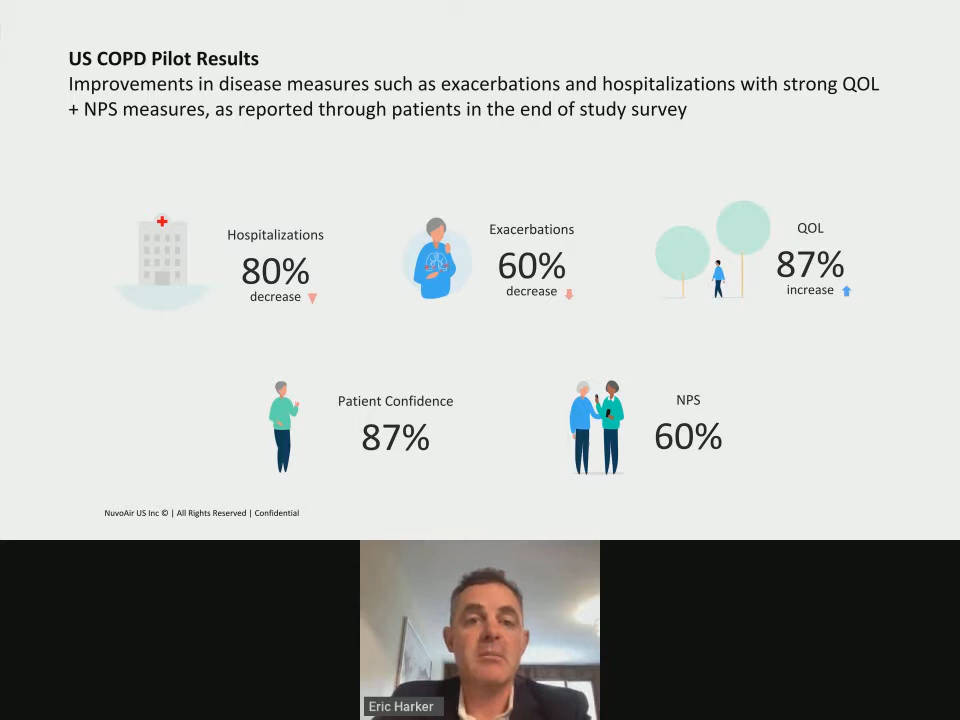 US COPD Pilot Results
Improvements in disease measures such as exacerbations and hospitalizations with strong QOL
+ NPS measures, as reported through patients in the end of study survey
Hospitalizations
80%
decrease
Exacerbations
60%
decrease
QOL
87%
increase
Patient Confidence
87%
NPS
60%
NuvoAir US Inc © | All Rights Reserved | Confidential
Eric Harker